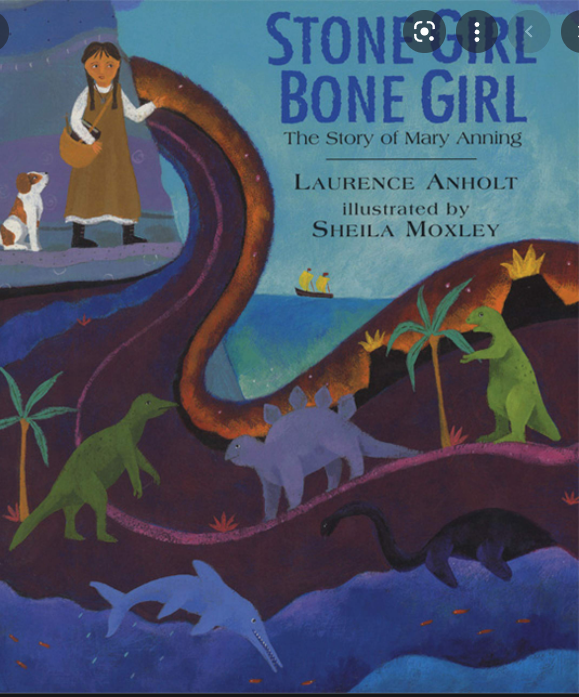 STONE GIRL
BONE GIRL
The Story of Mary Anning
LAURENCE ANHOLT
illustrated by
SHEILA MOXLEY